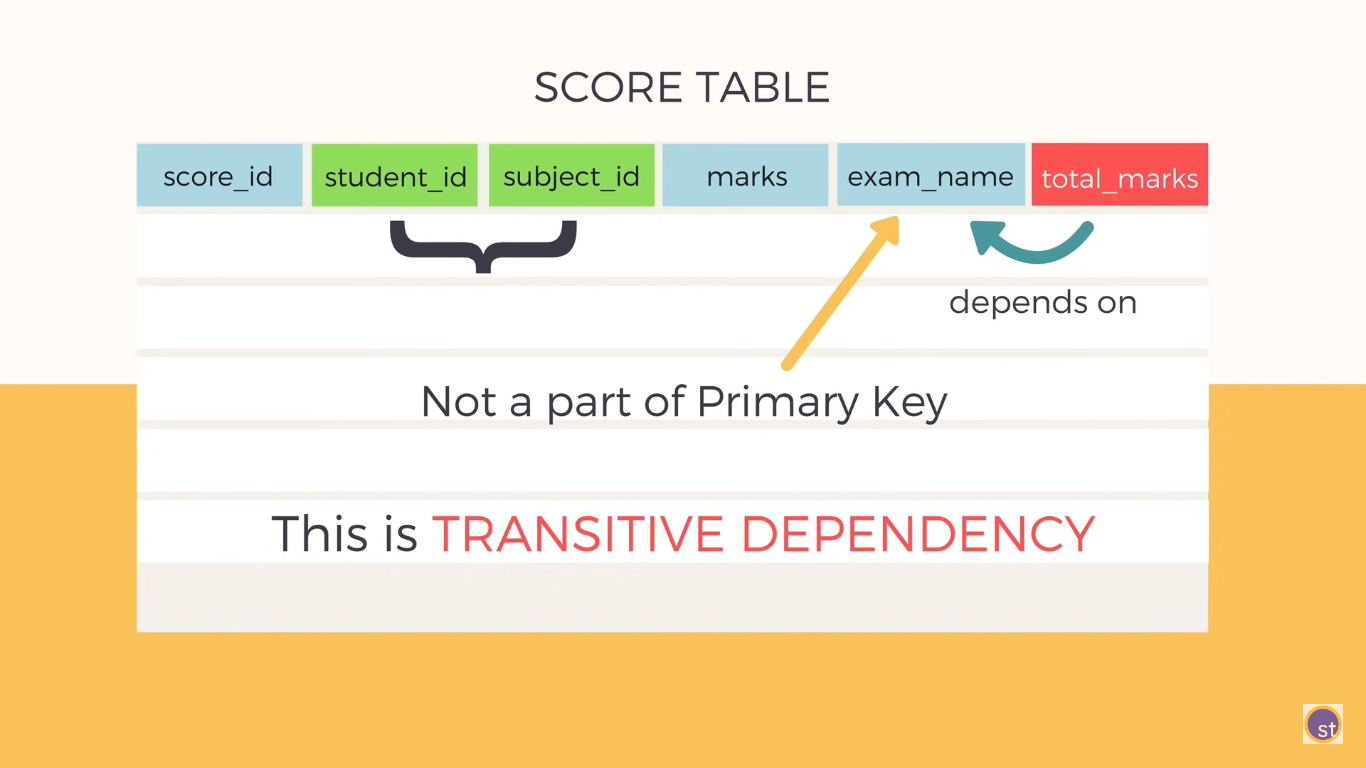 SCORE TABLE
score_id student_id subject_id marks exam_name total_marks
depends on
Not a part of Primary Key
This is TRANSITIVE DEPENDENCY
st